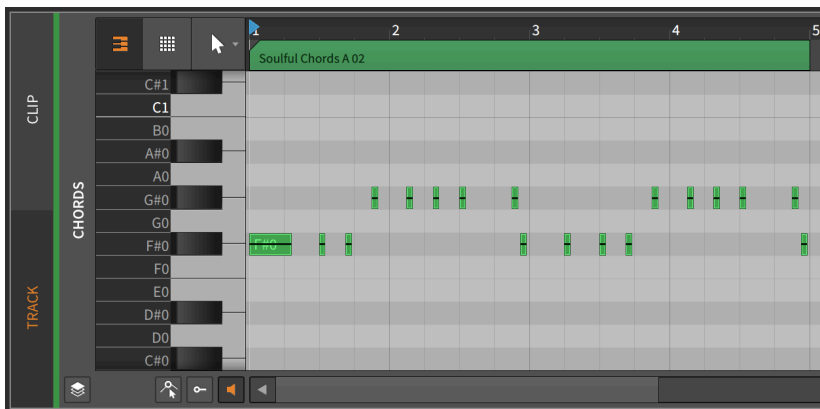 1 2 3 4 5
Soulful Chords A 02
CLIP
TRACK
CHORDS
C#1
C1
B0
A#0
A0
G#0
G0
F#0
F#0
F0
E0
D#0
D0
C#0